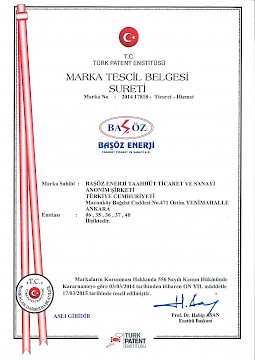 T.C.
TÜRK PATENT ENSTİTÜSÜ
MARKA TESCİL BELGESİ
SURETİ
Marka No : 2014 17818 - Ticaret - Hizmet
BAŞÖZ
BAŞÖZ ENERJİ
Marka Sahibi : BAŞÖZ ENERJİ TAAHHÜT TİCARET VE SANAYİ
ANONİM ŞİRKETİ
TÜRKİYE CUMHURİYETİ
Macunköy Bağdat Caddesi No.471 Ostim YENİMAHALLE
ANKARA
Emtiası : 06 , 35 , 36 , 37 , 40
İlişiktedir.
Markaların Korunması Hakkında 556 Sayılı Kanun Hükmünde
Kararnameye göre 03/03/2014 tarihinden itibaren ON YIL müddetle
17/03/2015 tarihinde tescil edilmiştir.
T.C.
ASLI GİBİDİR
Prof. Dr. Habip ASAN
Enstitü Başkanı
TÜRK
PATENT
ENSTİTÜSÜ